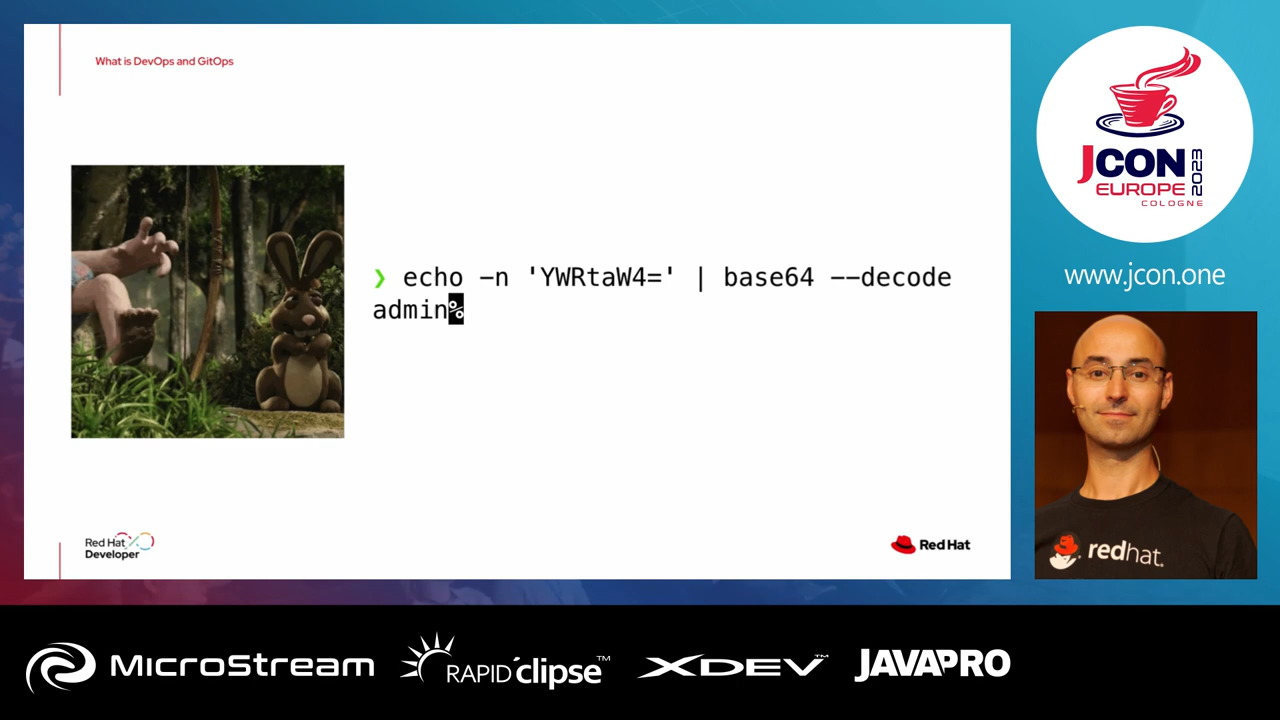 What is DevOps and GitOps
❯ echo -n 'YWRtaW4=' | base64 --decode
admin%
Red Hat
Developer
Red Hat
JCON
2023
EUROPE
COLOGNE
www.jcon.one
redhat.
MicroStream
RAPIDclipse™
XDEV™
JAVAPRO